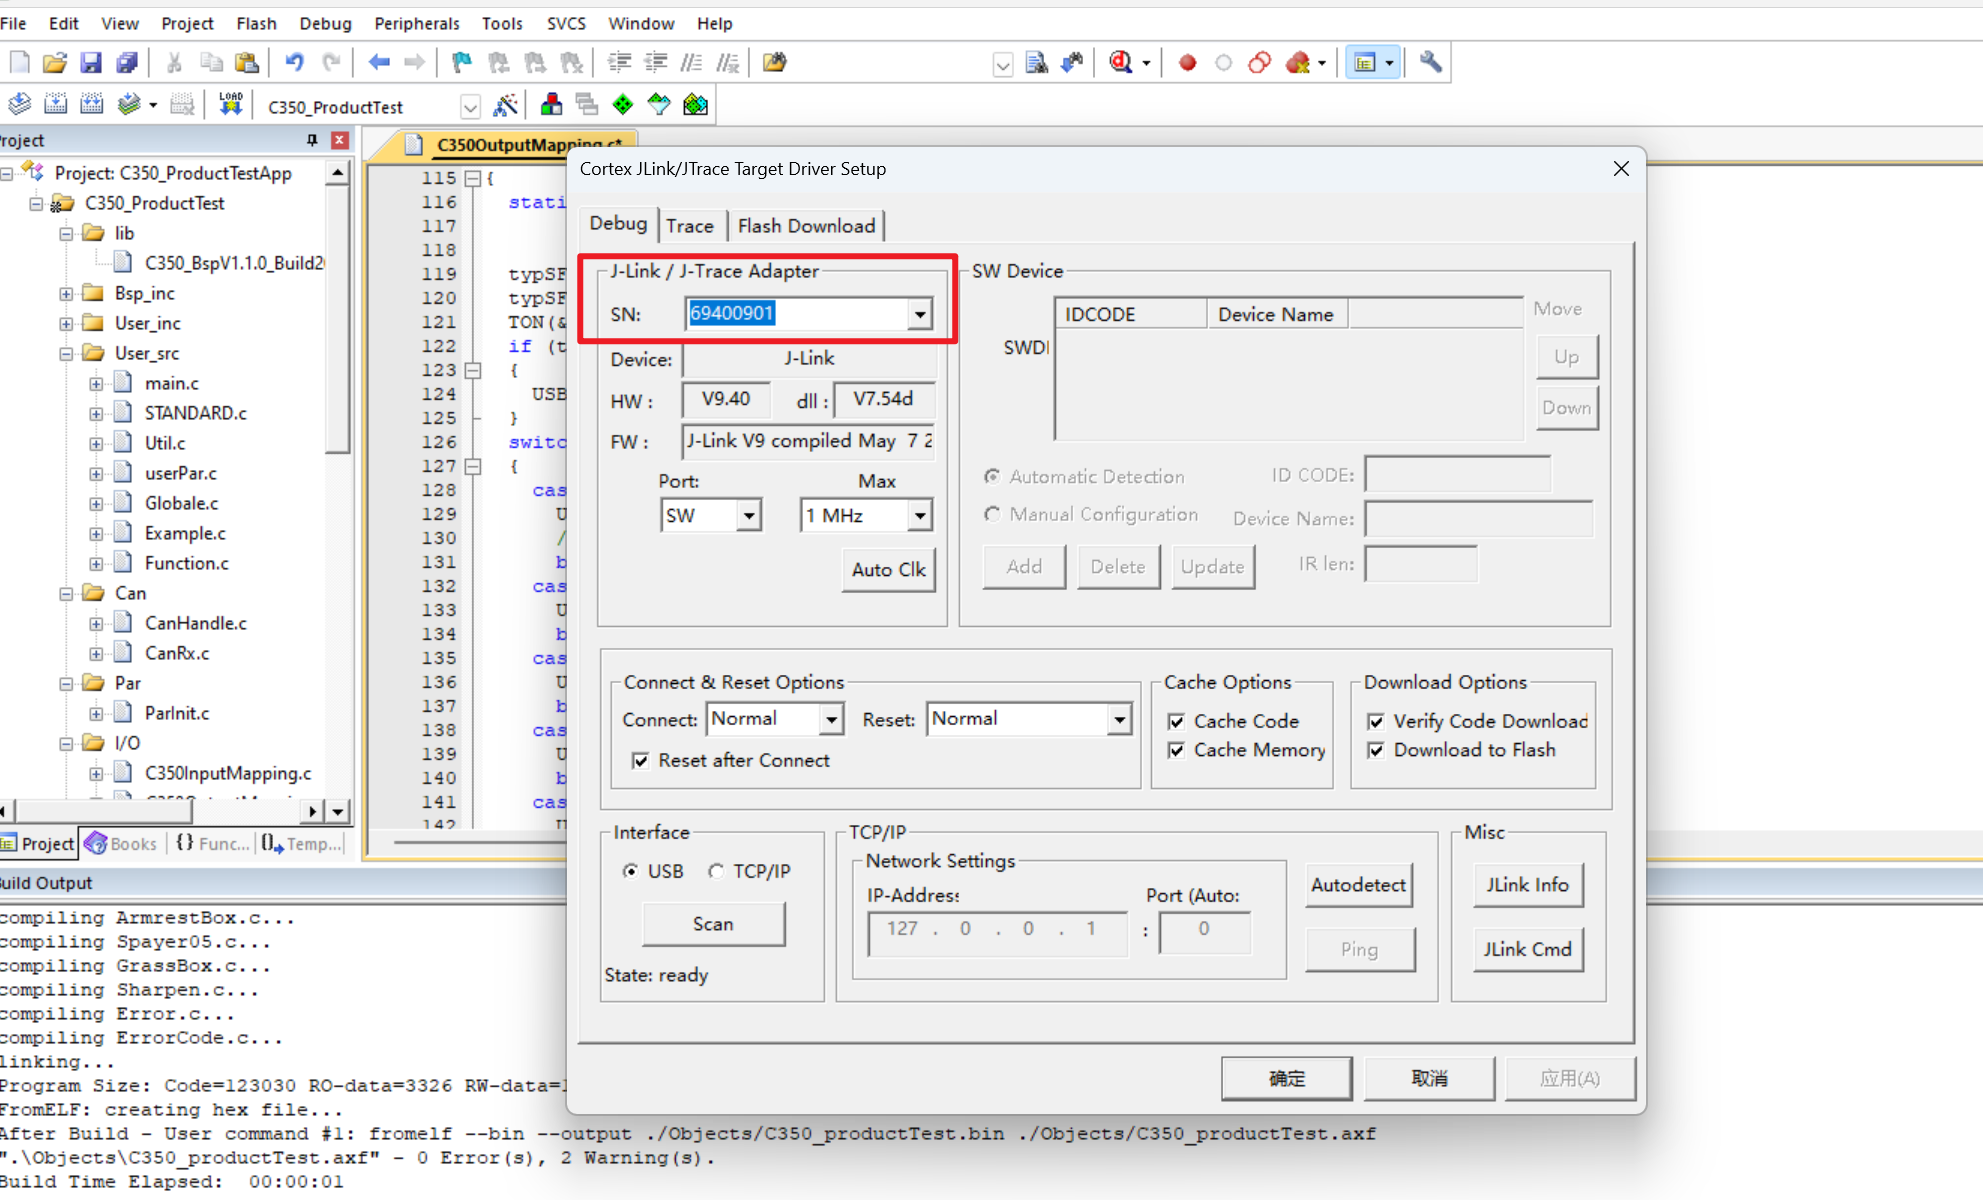 File Edit View Project Flash Debug Peripherals Tools SVCS Window Help
LOAD
C350_ProductTest
Project
Project: C350_ProductTestApp
C350_ProductTest
lib
C350_BspV1.1.0_Build2
Bsp_inc
User_inc
User_src
main.c
STANDARD.c
Util.c
userPar.c
Globale.c
Example.c
Function.c
Can
CanHandle.c
CanRx.c
Par
ParInit.c
I/O
C350InputMapping.c
Project Books {} Func... Temp...
C350OutputMapping.c*
115 {
116 stati
117
118
119 typSF
120 typSF
121 TON(&
122 if (t
123 {
124 USB
125 }
126 switc
127 {
128 cas
129 U
130 /
131 b
132 cas
133 U
134 b
135 cas
136 U
137 b
138 cas
139 U
140 b
141 cas
142 U
Cortex JLink/JTrace Target Driver Setup
Debug Trace Flash Download
J-Link / J-Trace Adapter
SN: 69400901
Device: J-Link
HW : V9.40 dll : V7.54d
FW : J-Link V9 compiled May 7 2
Port: Max
SW 1 MHz
Auto Clk
SW Device
IDCODE Device Name Move
SWDI
Up
Down
Automatic Detection ID CODE:
Manual Configuration Device Name:
Add Delete Update IR len:
Connect & Reset Options
Connect: Normal Reset: Normal
Reset after Connect
Cache Options
Cache Code
Cache Memory
Download Options
Verify Code Download
Download to Flash
Interface
USB TCP/IP
Scan
State: ready
TCP/IP
Network Settings
IP-Address Port (Auto:
127 . 0 . 0 . 1 : 0
Autodetect
Ping
Misc
JLink Info
JLink Cmd
确定 取消 应用(A)
Build Output
compiling ArmrestBox.c...
compiling Spayer05.c...
compiling GrassBox.c...
compiling Sharpen.c...
compiling Error.c...
compiling ErrorCode.c...
linking...
Program Size: Code=123030 RO-data=3326 RW-data=1
FromELF: creating hex file...
After Build - User command #1: fromelf --bin --output ./Objects/C350_productTest.bin ./Objects/C350_productTest.axf
".\Objects\C350_productTest.axf" - 0 Error(s), 2 Warning(s).
Build Time Elapsed: 00:00:01